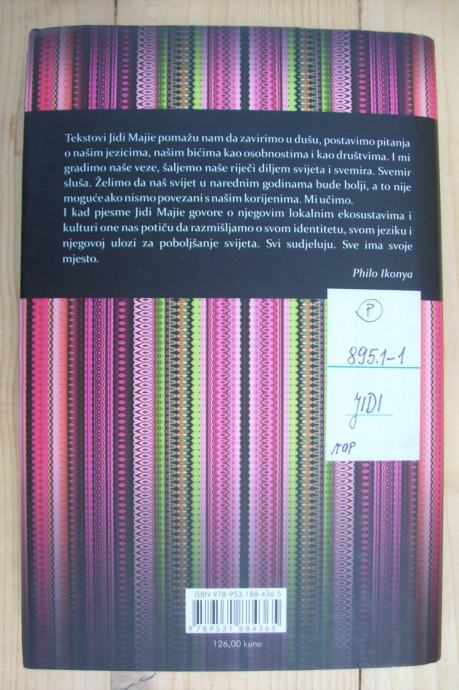 Tekstovi Jidi Majie pomažu nam da zavirimo u dušu, postavimo pitanja
o našim jezicima, našim bićima kao osobnostima i kao društvima. I mi
gradimo naše veze, šaljemo naše riječi diljem svijeta i svemira. Svemir
sluša. Želimo da naš svijet u narednim godinama bude bolji, a to nije
moguće ako nismo povezani s našim korijenima. Mi učimo.
I kad pjesme Jidi Majie govore o njegovim lokalnim ekosustavima i
kulturi one nas potiču da razmišljamo o svom identitetu, svom jeziku i
njegovoj ulozi za poboljšanje svijeta. Svi sudjeluju. Sve ima svoje
mjesto.
Philo Ikonya
P
895.1-1
JIDI
ISBN 978-953-188-436-5
9 789531 884365
126,00 kuna